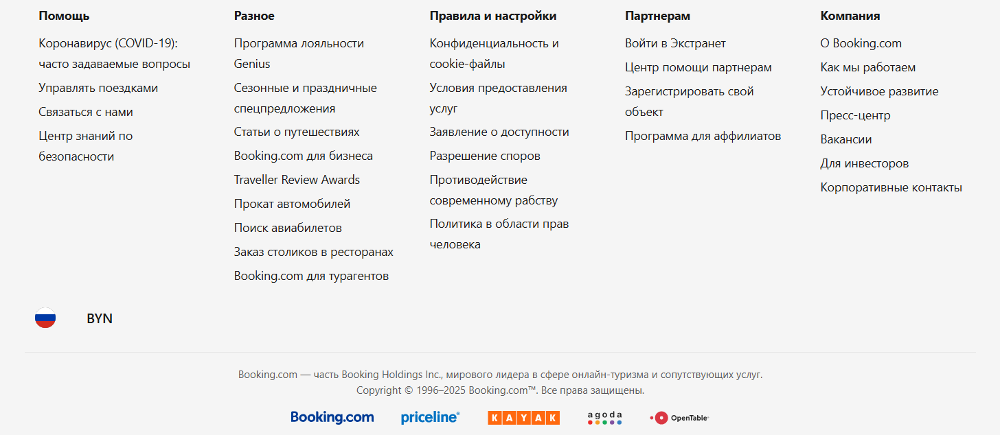 Помощь
Коронавирус (COVID-19):
часто задаваемые вопросы
Управлять поездками
Связаться с нами
Центр знаний по
безопасности
Разное
Программа лояльности
Genius
Сезонные и праздничные
спецпредложения
Статьи о путешествиях
Booking.com для бизнеса
Traveller Review Awards
Прокат автомобилей
Поиск авиабилетов
Заказ столиков в ресторанах
Booking.com для турагентов
Правила и настройки
Конфиденциальность и
cookie-файлы
Условия предоставления
услуг
Заявление о доступности
Разрешение споров
Противодействие
современному рабству
Политика в области прав
человека
Партнерам
Войти в Экстранет
Центр помощи партнерам
Зарегистрировать свой
объект
Программа для аффилиатов
Компания
О Booking.com
Как мы работаем
Устойчивое развитие
Пресс-центр
Вакансии
Для инвесторов
Корпоративные контакты
BYN
Booking.com — часть Booking Holdings Inc., мирового лидера в сфере онлайн-туризма и сопутствующих услуг.
Copyright © 1996–2025 Booking.com™. Все права защищены.
Booking.com priceline® KAYAK agoda OpenTable